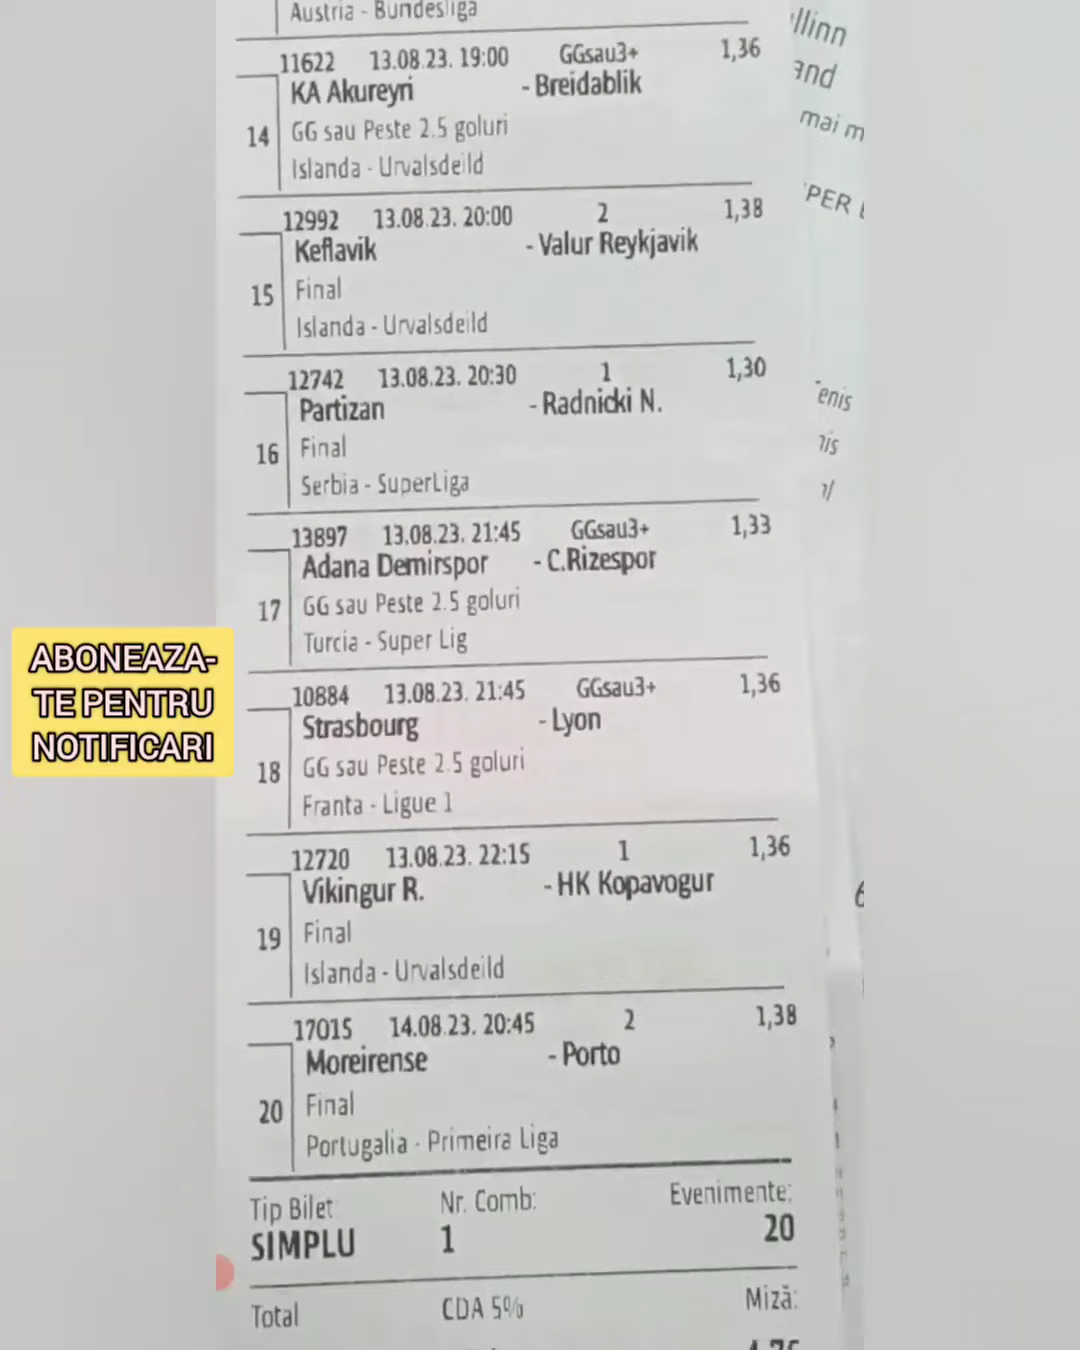 Austria - Bundesliga
11622 13.08.23. 19:00 GGsau3+ 1,36
KA Akureyri - Breidablik
14 GG sau Peste 2.5 goluri
Islanda - Urvalsdeild
12992 13.08.23. 20:00 2 1,38
Keflavik - Valur Reykjavik
15 Final
Islanda - Urvalsdeild
12742 13.08.23. 20:30 1 1,30
Partizan - Radnicki N.
16 Final
Serbia - SuperLiga
13897 13.08.23. 21:45 GGsau3+ 1,33
Adana Demirspor - C.Rizespor
17 GG sau Peste 2.5 goluri
Turcia - Super Lig
10884 13.08.23. 21:45 GGsau3+ 1,36
Strasbourg - Lyon
18 GG sau Peste 2.5 goluri
Franta - Ligue 1
12720 13.08.23. 22:15 1 1,36
Vikingur R. - HK Kopavogur
19 Final
Islanda - Urvalsdeild
17015 14.08.23. 20:45 2 1,38
Moreirense - Porto
20 Final
Portugalia - Primeira Liga
Tip Bilet Nr. Comb: Evenimente:
SIMPLU 1 20
Total CDA 5% Miză:
ABONEAZA-
TE PENTRU
NOTIFICARI
llinn
and
mai m
enis